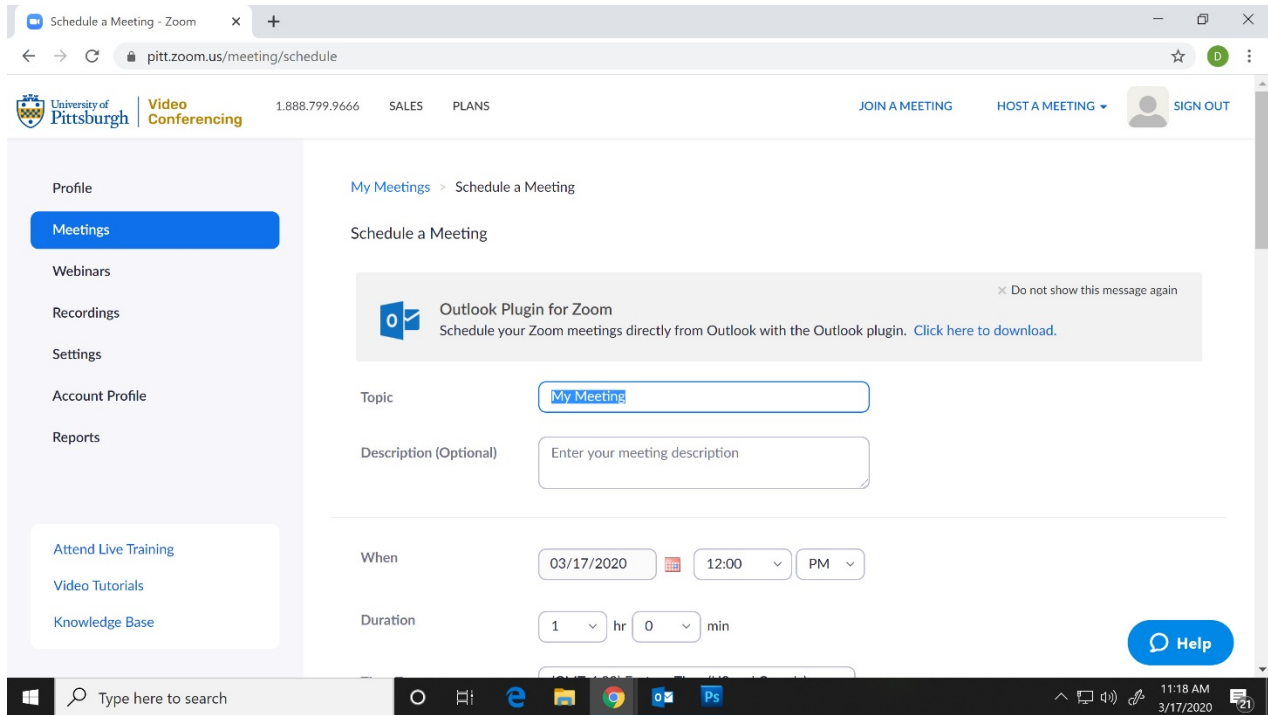 Schedule a Meeting - Zoom
pitt.zoom.us/meeting/schedule
D
University of Pittsburgh
Video Conferencing
1.888.799.9666 SALES PLANS
JOIN A MEETING HOST A MEETING SIGN OUT
Profile
Meetings
Webinars
Recordings
Settings
Account Profile
Reports
Attend Live Training
Video Tutorials
Knowledge Base
My Meetings > Schedule a Meeting
Schedule a Meeting
× Do not show this message again
Outlook Plugin for Zoom
Schedule your Zoom meetings directly from Outlook with the Outlook plugin. Click here to download.
Topic My Meeting
Description (Optional) Enter your meeting description
When 03/17/2020 12:00 PM
Duration 1 hr 0 min
Help
Type here to search
Ps
11:18 AM
3/17/2020
21